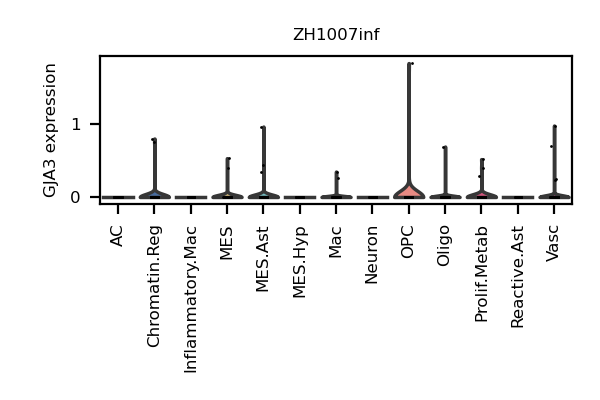 ZH1007inf
GJA3 expression
1
0
AC
Chromatin.Reg
Inflammatory.Mac
MES
MES.Ast
MES.Hyp
Mac
Neuron
OPC
Oligo
Prolif.Metab
Reactive.Ast
Vasc